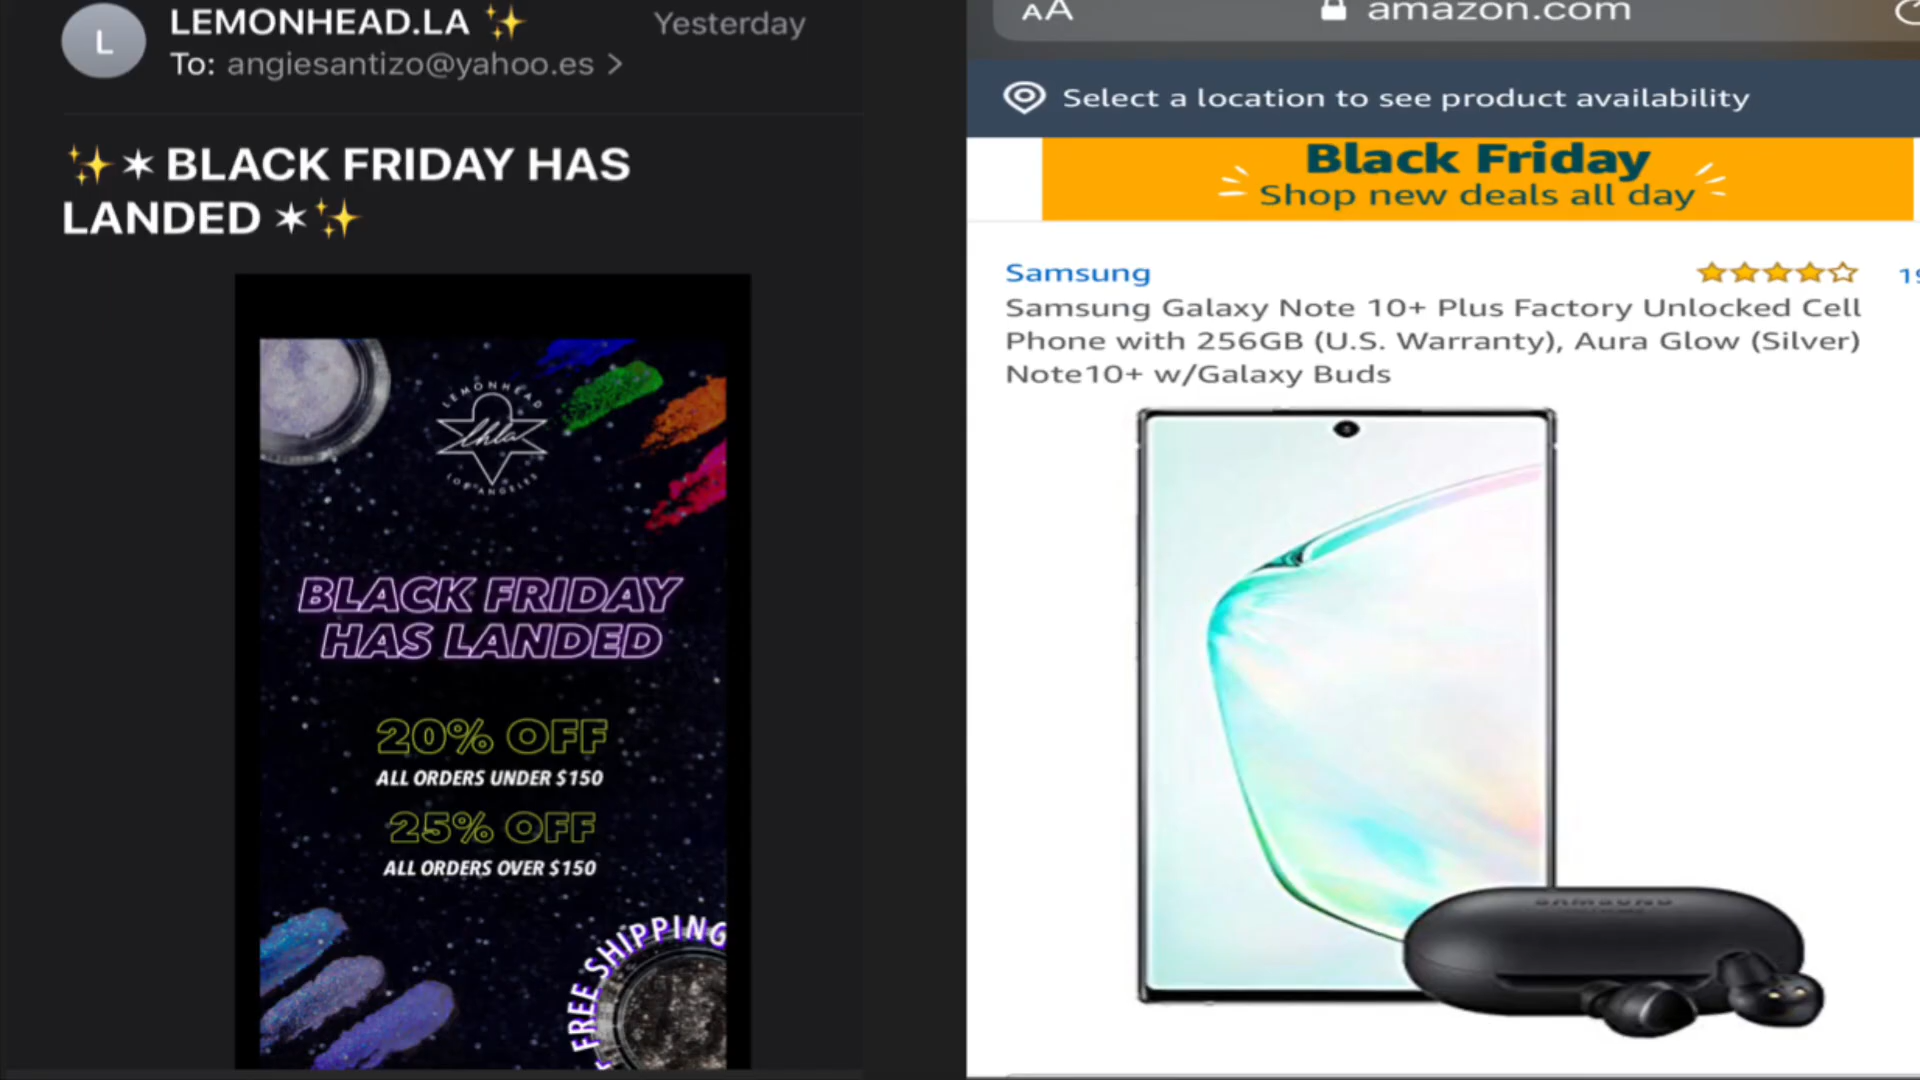 L
LEMONHEAD.LA ✨
Yesterday
To: angiesantizo@yahoo.es >
✨✶ BLACK FRIDAY HAS
LANDED ✶✨
LEMONHEAD
lhla
LOS ANGELES
BLACK FRIDAY
HAS LANDED
20% OFF
ALL ORDERS UNDER $150
25% OFF
ALL ORDERS OVER $150
FREE SHIPPING
AA
amazon.com
Select a location to see product availability
Black Friday
Shop new deals all day
Samsung
Samsung Galaxy Note 10+ Plus Factory Unlocked Cell
Phone with 256GB (U.S. Warranty), Aura Glow (Silver)
Note10+ w/Galaxy Buds
SAMSUNG